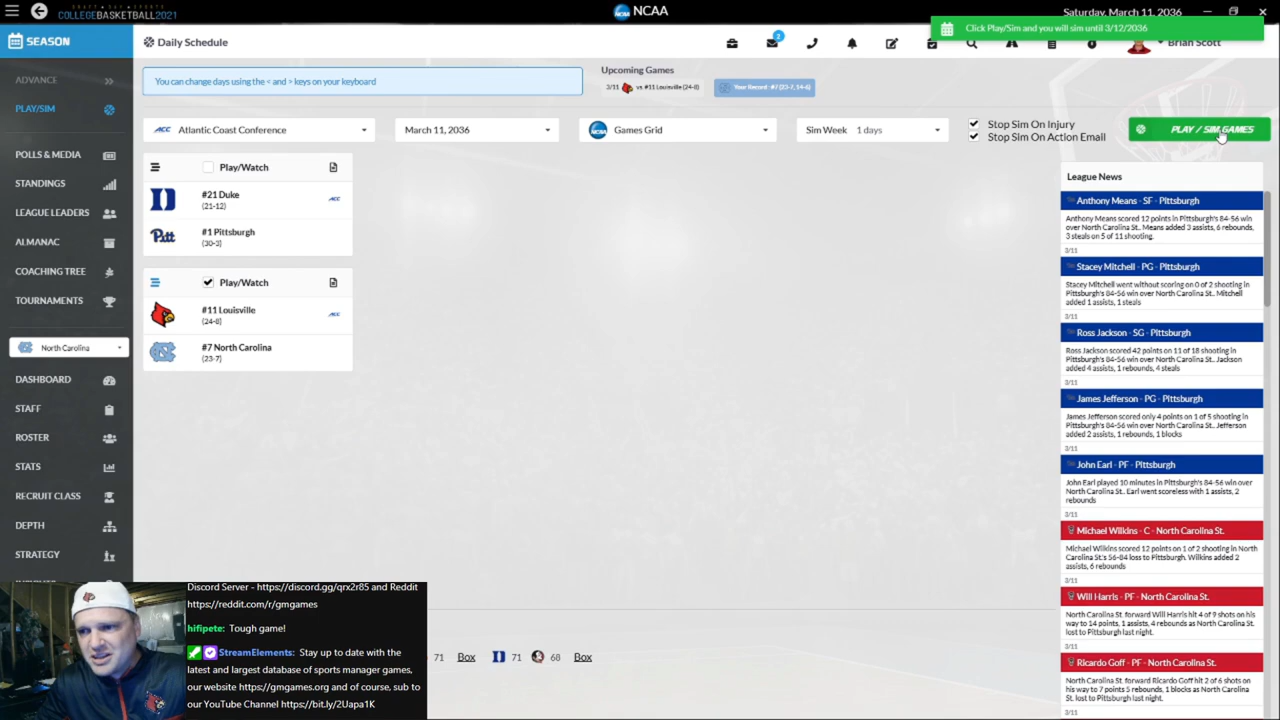 DRAFT DAY SPORTS
COLLEGEBASKETBALL2021
NCAA
Saturday, March 11, 2036
SEASON
Daily Schedule
2
Click Play/Sim and you will sim until 3/12/2036
Brian Scott
ADVANCE
PLAY/SIM
POLLS & MEDIA
STANDINGS
LEAGUE LEADERS
ALMANAC
COACHING TREE
TOURNAMENTS
North Carolina
DASHBOARD
STAFF
ROSTER
STATS
RECRUIT CLASS
DEPTH
STRATEGY
You can change days using the < and > keys on your keyboard
Upcoming Games
3/11 vs #11 Louisville (24-8)
Your Record: #7 (23-7, 14-6)
ACC Atlantic Coast Conference
March 11, 2036
Games Grid
Sim Week 1 days
Stop Sim On Injury
Stop Sim On Action Email
PLAY / SIM GAMES
Play/Watch
#21 Duke
(21-12)
ACC
#1 Pittsburgh
(30-3)
Play/Watch
#11 Louisville
(24-8)
ACC
#7 North Carolina
(23-7)
League News
Anthony Means - SF - Pittsburgh
Anthony Means scored 12 points in Pittsburgh's 84-56 win
over North Carolina St.. Means added 3 assists, 6 rebounds,
3 steals on 5 of 11 shooting.
3/11
Stacey Mitchell - PG - Pittsburgh
Stacey Mitchell went without scoring on 0 of 2 shooting in
Pittsburgh's 84-56 win over North Carolina St.. Mitchell
added 1 assists, 1 steals
3/11
Ross Jackson - SG - Pittsburgh
Ross Jackson scored 42 points on 11 of 18 shooting in
Pittsburgh's 84-56 win over North Carolina St.. Jackson
added 4 assists, 1 rebounds, 4 steals
3/11
James Jefferson - PG - Pittsburgh
James Jefferson scored only 4 points on 1 of 5 shooting in
Pittsburgh's 84-56 win over North Carolina St.. Jefferson
added 2 assists, 1 rebounds, 1 blocks
3/11
John Earl - PF - Pittsburgh
John Earl played 10 minutes in Pittsburgh's 84-56 win over
North Carolina St.. Earl went scoreless with 1 assists, 2
rebounds
3/11
Michael Wilkins - C - North Carolina St.
Michael Wilkins scored 12 points on 1 of 2 shooting in North
Carolina St.'s 56-84 loss to Pittsburgh. Wilkins added 2
assists, 6 rebounds
3/11
Will Harris - PF - North Carolina St.
North Carolina St. forward Will Harris hit 4 of 9 shots on his
way to 14 points, 1 assists, 4 rebounds as North Carolina St.
lost to Pittsburgh last night.
3/11
Ricardo Goff - PF - North Carolina St.
North Carolina St. forward Ricardo Goff hit 2 of 6 shots on
his way to 7 points 5 rebounds, 1 blocks as North Carolina
St. lost to Pittsburgh last night.
3/11
Discord Server - https://discord.gg/qrx2r85 and Reddit
https://reddit.com/r/gmgames
hifipete: Tough game!
StreamElements: Stay up to date with the
latest and largest database of sports manager games,
our website https://gmgames.org and of course, sub to
our YouTube Channel https://bit.ly/2Uapa1K
71 Box 71 68 Box